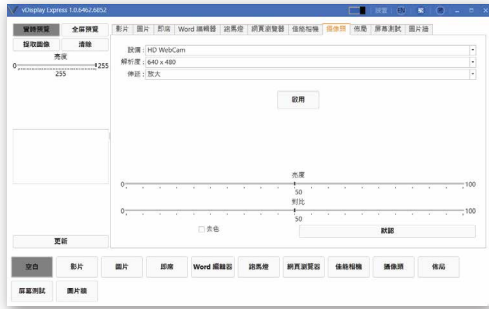 vDisplay Express 1.0.6462.6852
預覽 EN 繁 簡
實時預覽 全屏預覽
影片 圖片 即席 Word 編輯器 跑馬燈 網頁瀏覽器 佳能相機 攝像頭 佈局 屏幕測試 圖片牆
提取圖像 清除
亮度
0 255
255
設備: HD WebCam
解析度: 640 x 480
伸延: 放大
啟用
亮度
0 100
50
對比
0 100
50
去色
默認
更新
空白 影片 圖片 即席 Word 編輯器 跑馬燈 網頁瀏覽器 佳能相機 攝像頭 佈局
屏幕測試 圖片牆